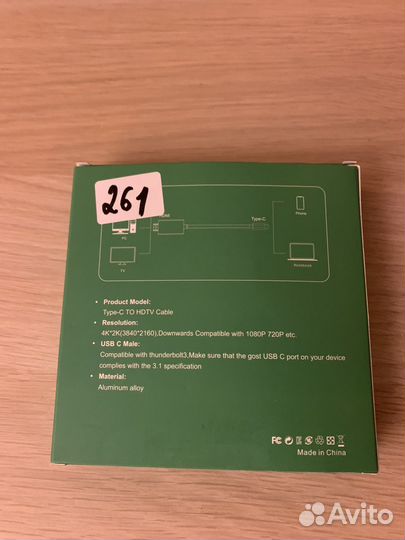 261
Type-C
Phone
PC
TV
Notebook
• Product Model:
Type-C TO HDTV Cable
• Resolution:
4K*2K(3840*2160),Downwards Compatible with 1080P 720P etc.
• USB C Male:
Compatible with thunderbolt3,Make sure that the gost USB C port on your device
complies with the 3.1 specification
• Material:
Aluminum alloy
FC CE
Made in China
Avito